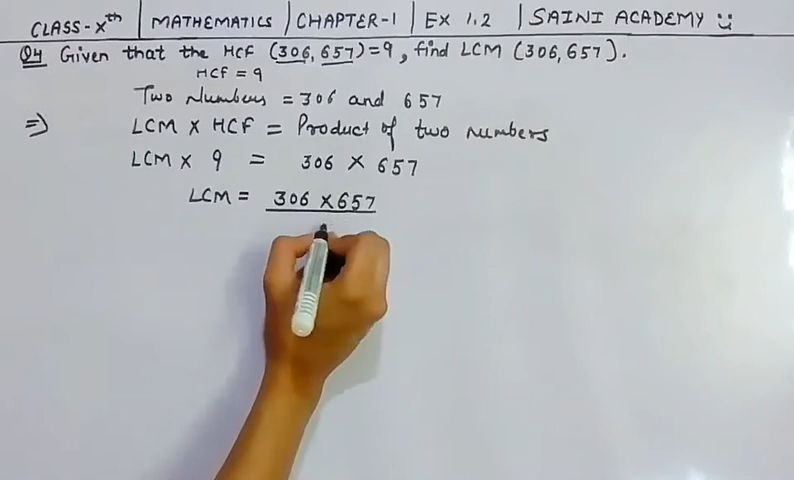 CLASS-Xth | MATHEMATICS | CHAPTER-1 | EX 1.2 | SAINI ACADEMY
Q4 Given that the HCF (306, 657) = 9, find LCM (306, 657).
HCF = 9
Two Numbers = 306 and 657
⇒ LCM × HCF = Product of two numbers
LCM × 9 = 306 × 657
LCM = 306 × 657